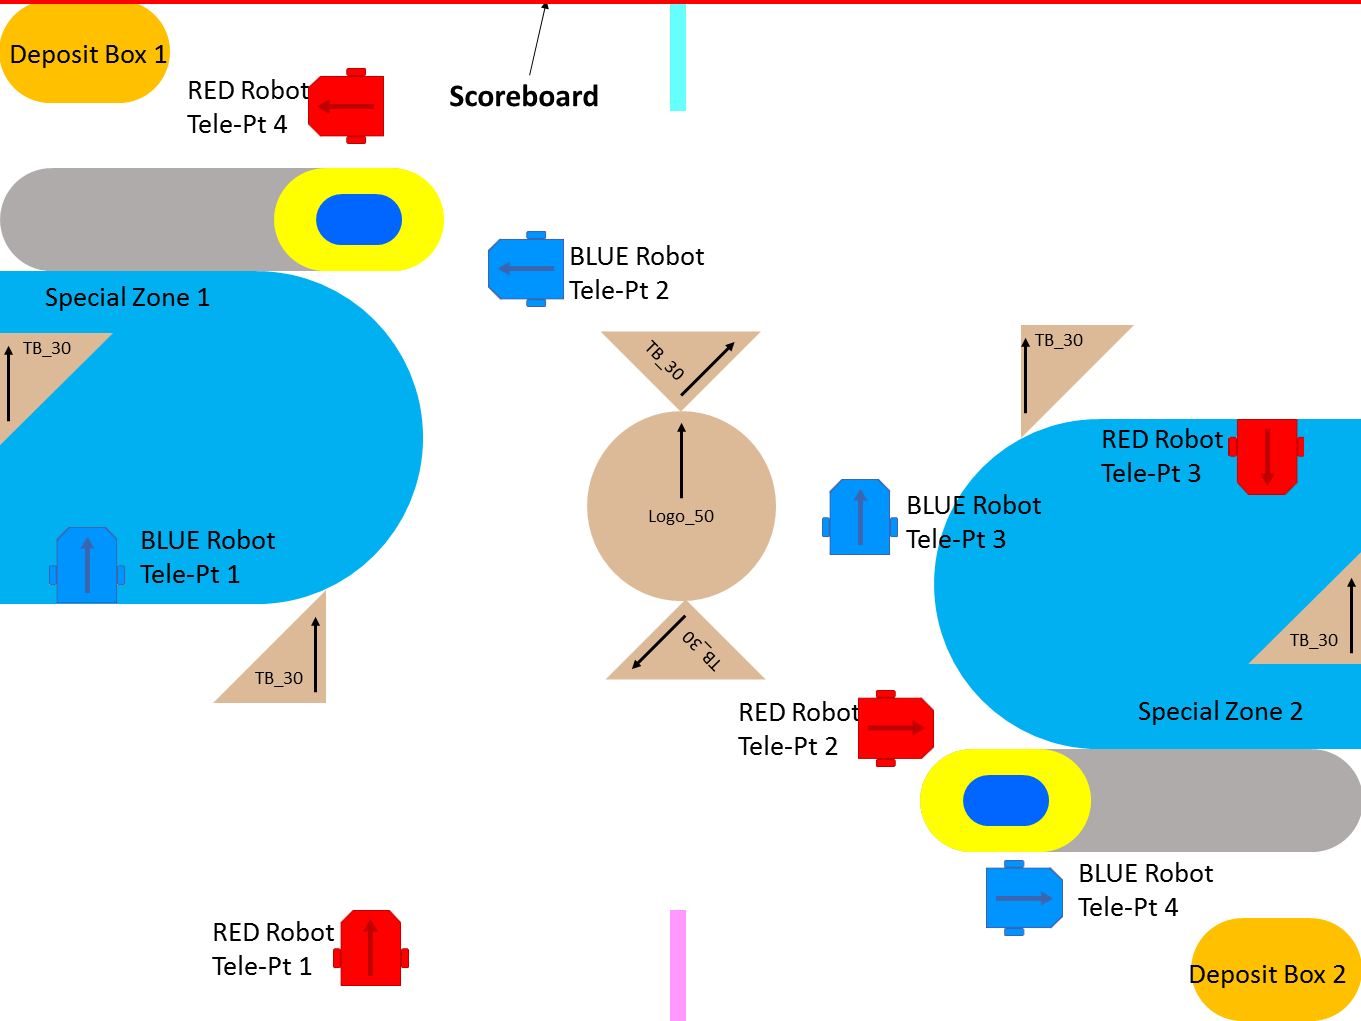 Deposit Box 1
RED Robot
Tele-Pt 4
Scoreboard
BLUE Robot
Tele-Pt 2
Special Zone 1
TB_30
TB_30
TB_30
RED Robot
Tele-Pt 3
Logo_50
BLUE Robot
Tele-Pt 3
BLUE Robot
Tele-Pt 1
TB_30
TB_30
TB_30
RED Robot
Tele-Pt 2
Special Zone 2
BLUE Robot
Tele-Pt 4
RED Robot
Tele-Pt 1
Deposit Box 2